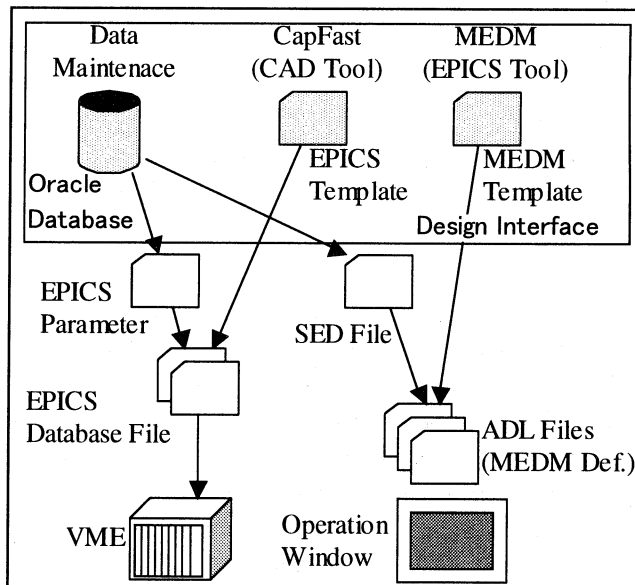 Data
Maintenace
CapFast
(CAD Tool)
MEDM
(EPICS Tool)
Oracle
Database
EPICS
Template
MEDM
Template
Design Interface
EPICS
Parameter
SED File
EPICS
Database File
ADL Files
(MEDM Def.)
VME
Operation
Window